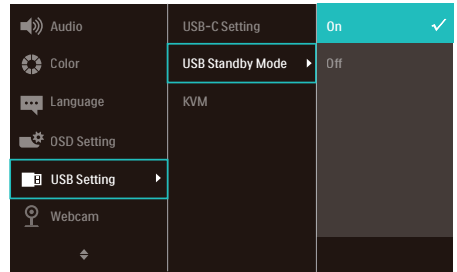 Audio
Color
Language
OSD Setting
USB Setting
Webcam
USB-C Setting
USB Standby Mode
KVM
On
Off